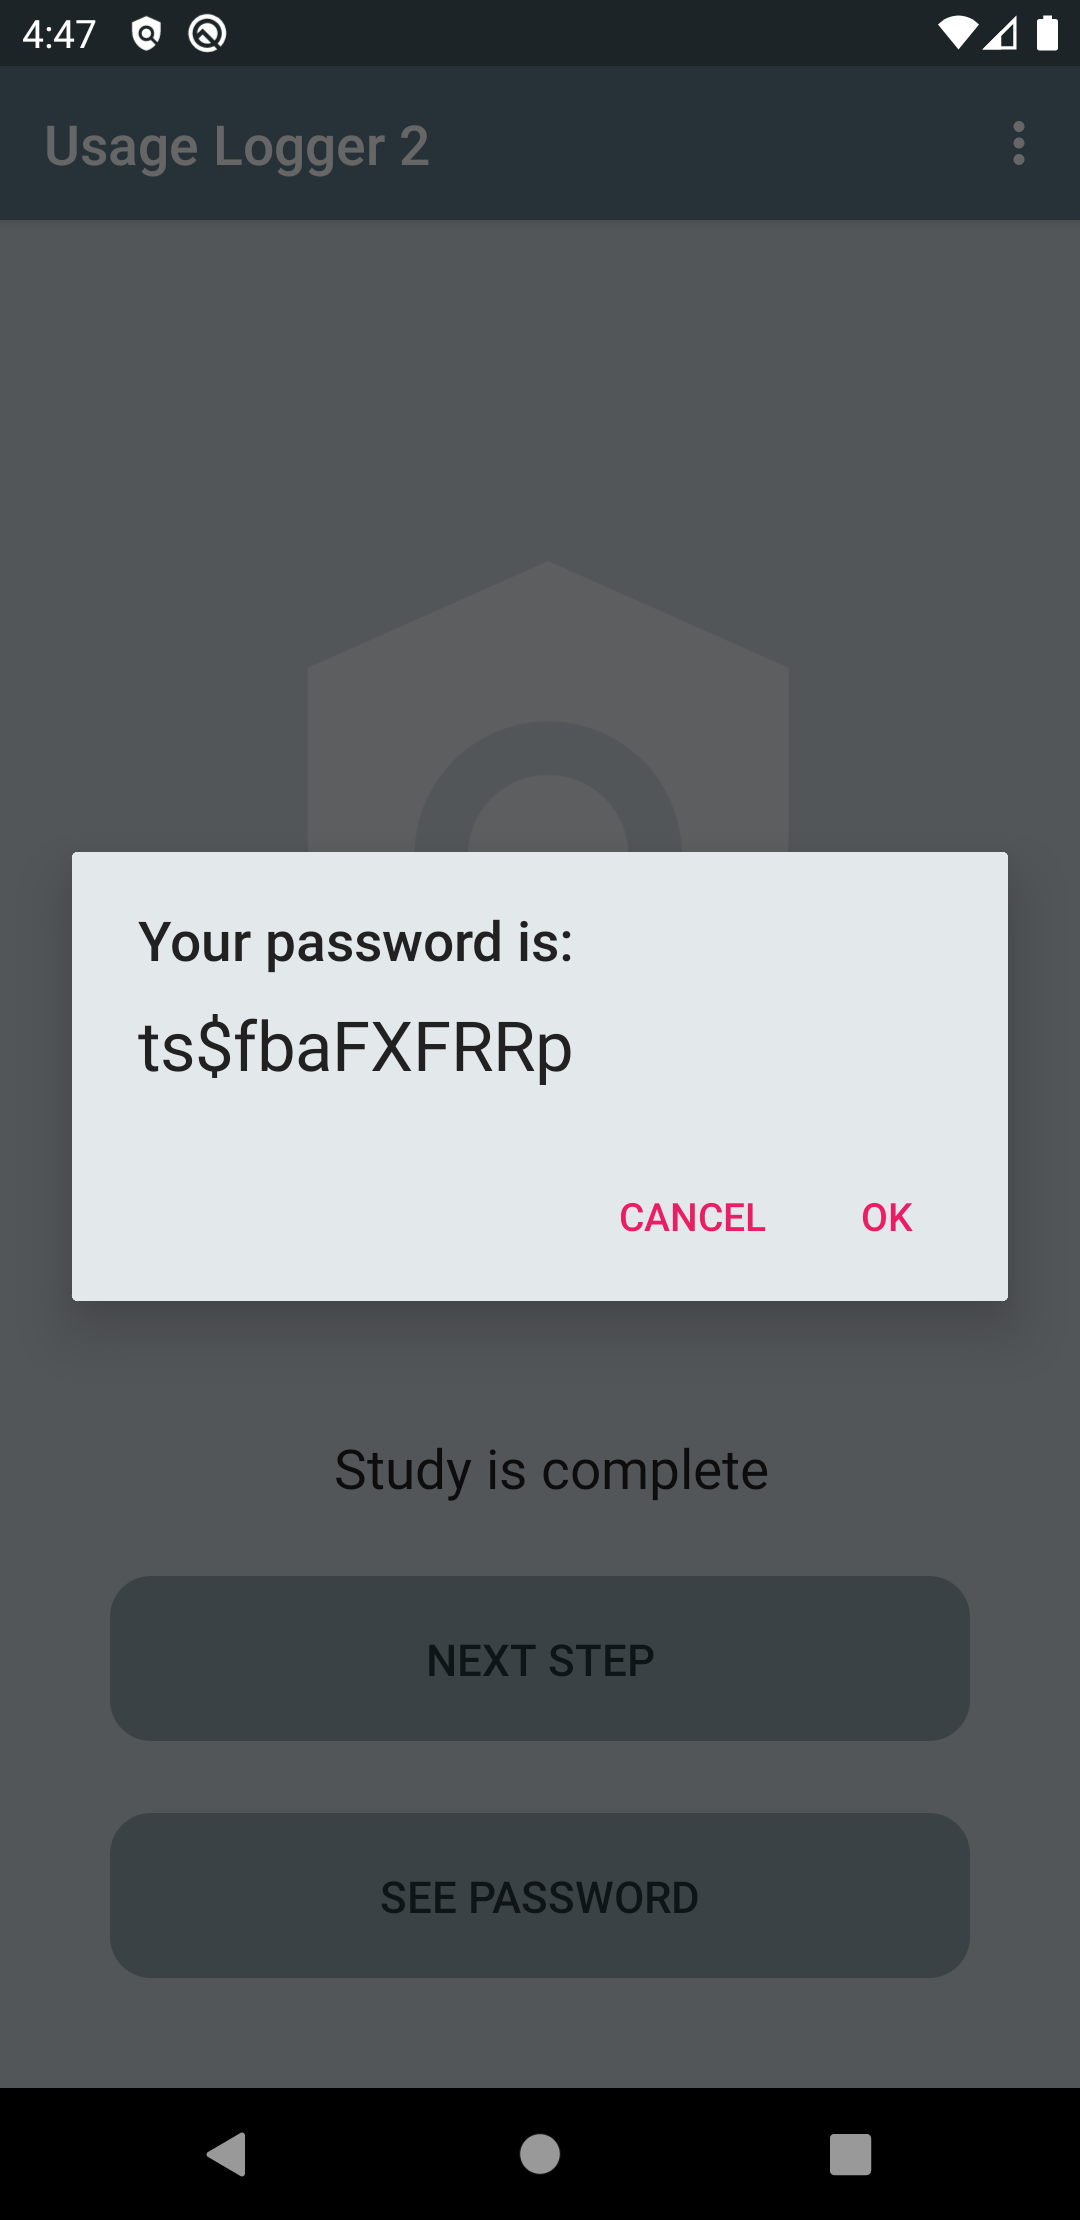 4:47
Usage Logger 2
Your password is:
ts$fbaFXFRRp
CANCEL OK
Study is complete
NEXT STEP
SEE PASSWORD